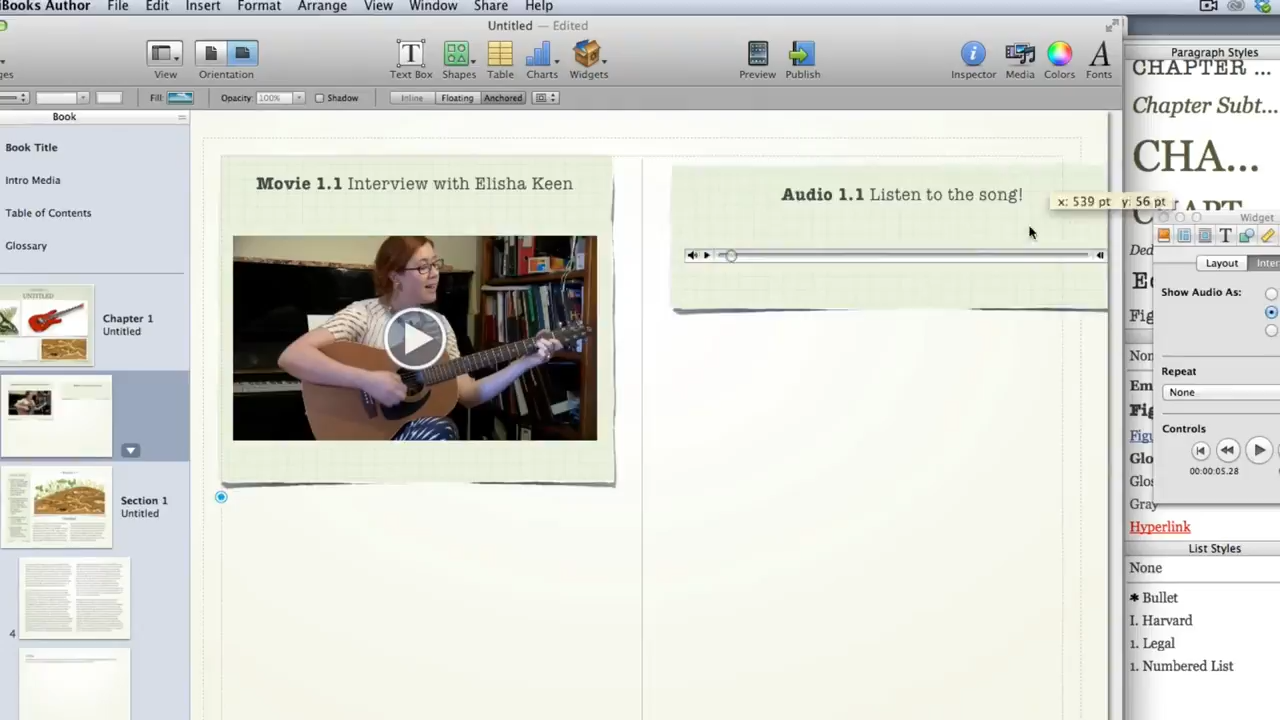 iBooks Author File Edit Insert Format Arrange View Window Share Help
Untitled — Edited
View Orientation Text Box Shapes Table Charts Widgets Preview Publish Inspector Media Colors Fonts
Fill: Opacity: 100% Shadow Inline Floating Anchored
Book
Book Title
Intro Media
Table of Contents
Glossary
Chapter 1
Untitled
Section 1
Untitled
4
Movie 1.1 Interview with Elisha Keen
Audio 1.1 Listen to the song!
x: 539 pt y: 56 pt
Paragraph Styles
CHAPTER ...
Chapter Subt...
CHA...
Widget
Layout Inter
Show Audio As:
Repeat
None
Controls
00:00:05.28
Hyperlink
List Styles
None
✱ Bullet
I. Harvard
1. Legal
1. Numbered List